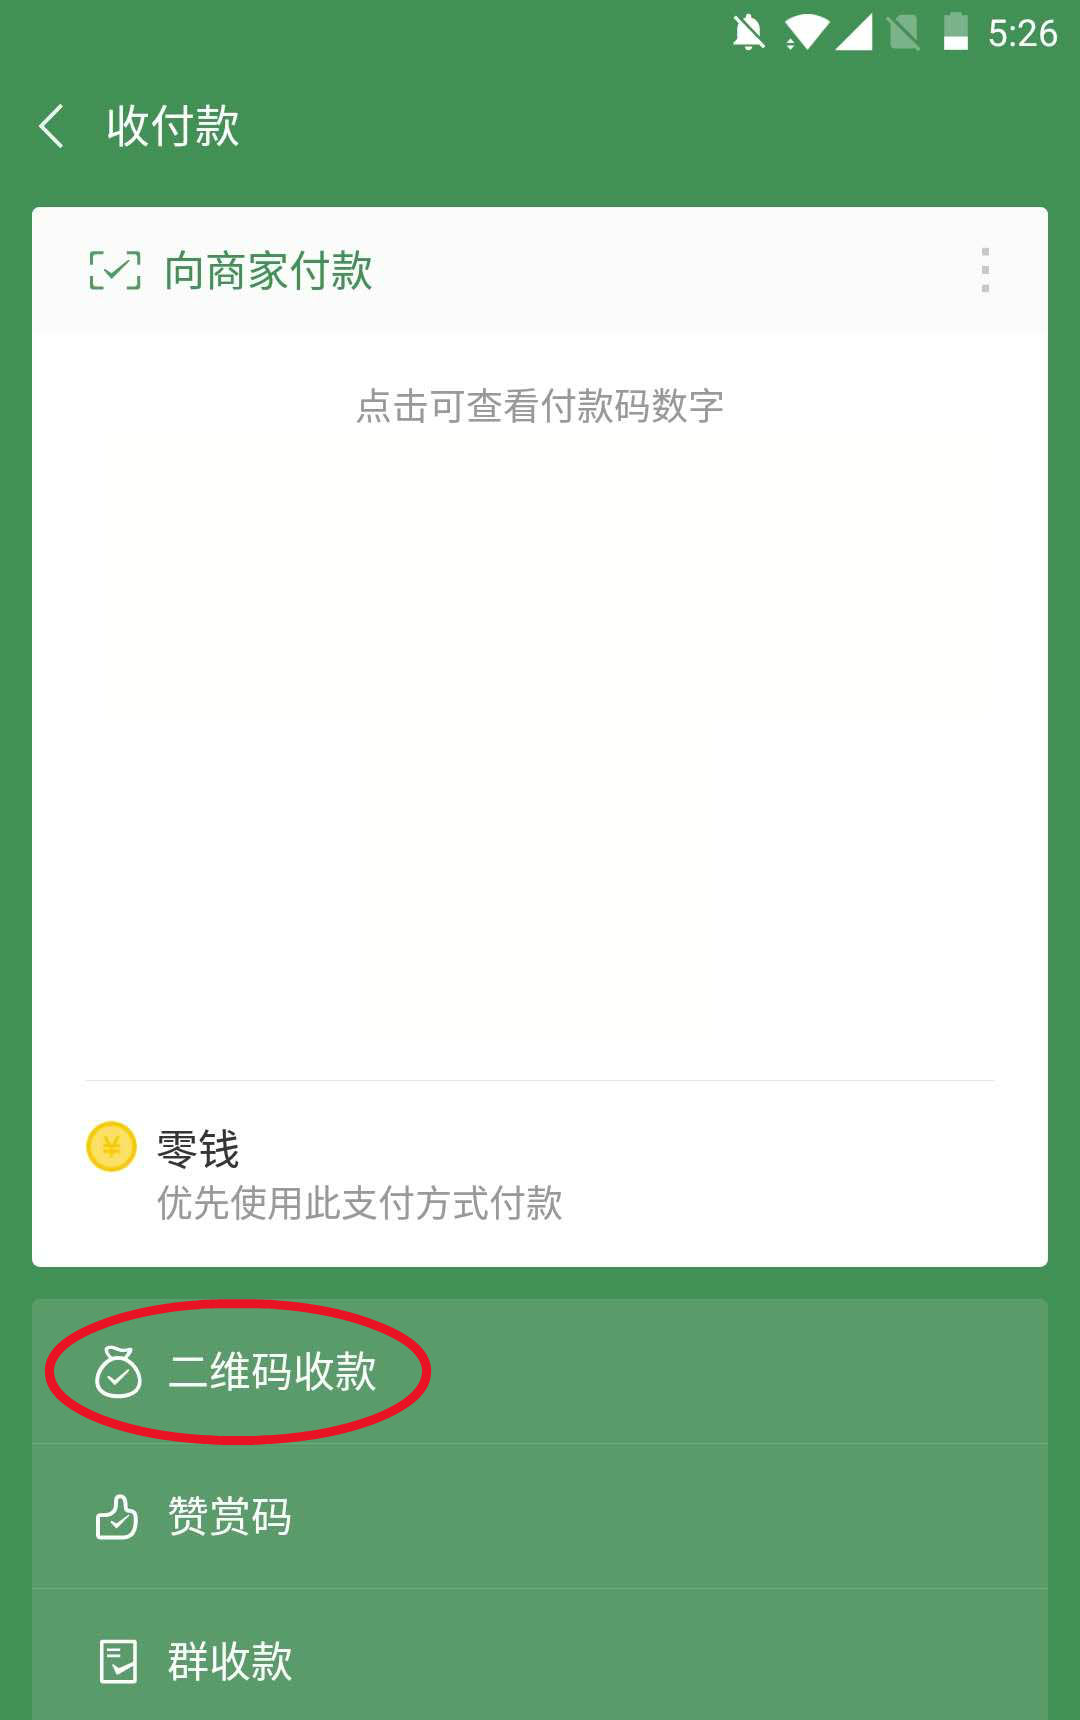 5:26
收付款
向商家付款
点击可查看付款码数字
¥
零钱
优先使用此支付方式付款
二维码收款
赞赏码
群收款